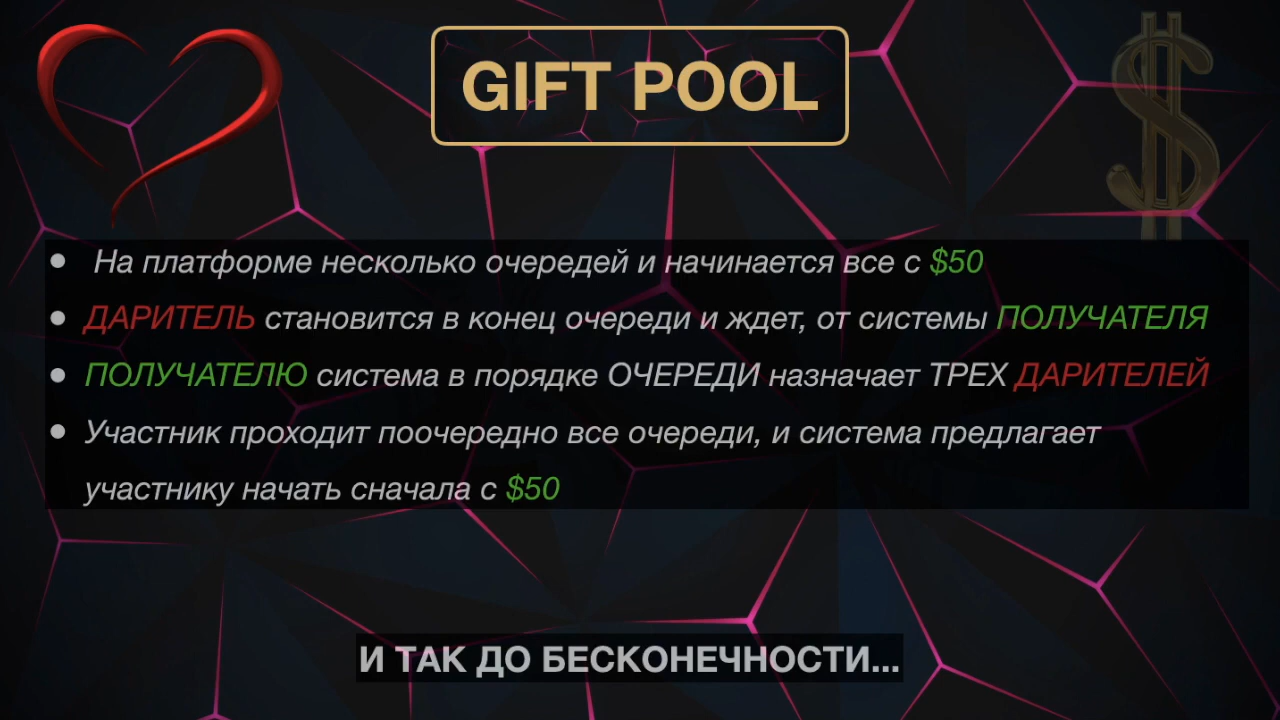 GIFT POOL
● На платформе несколько очередей и начинается все с $50
● ДАРИТЕЛЬ становится в конец очереди и ждет, от системы ПОЛУЧАТЕЛЯ
● ПОЛУЧАТЕЛЮ система в порядке ОЧЕРЕДИ назначает ТРЕХ ДАРИТЕЛЕЙ
● Участник проходит поочередно все очереди, и система предлагает
участнику начать сначала с $50
И ТАК ДО БЕСКОНЕЧНОСТИ...